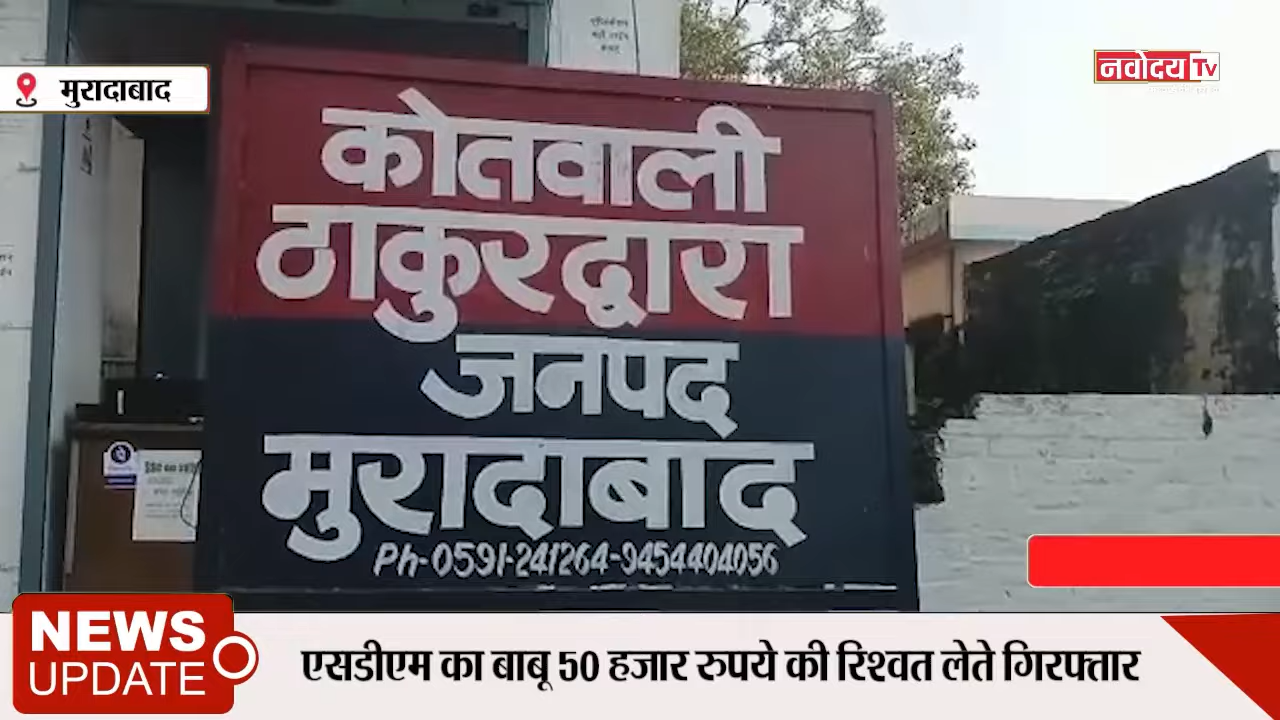 मुरादाबाद
नवोदय Tv
कोतवाली
ठाकुरद्वारा
जनपद
मुरादाबाद
Ph-0591-241264-9454404056
NEWS
UPDATE
एसडीएम का बाबू 50 हजार रुपये की रिश्वत लेते गिरफ्तार